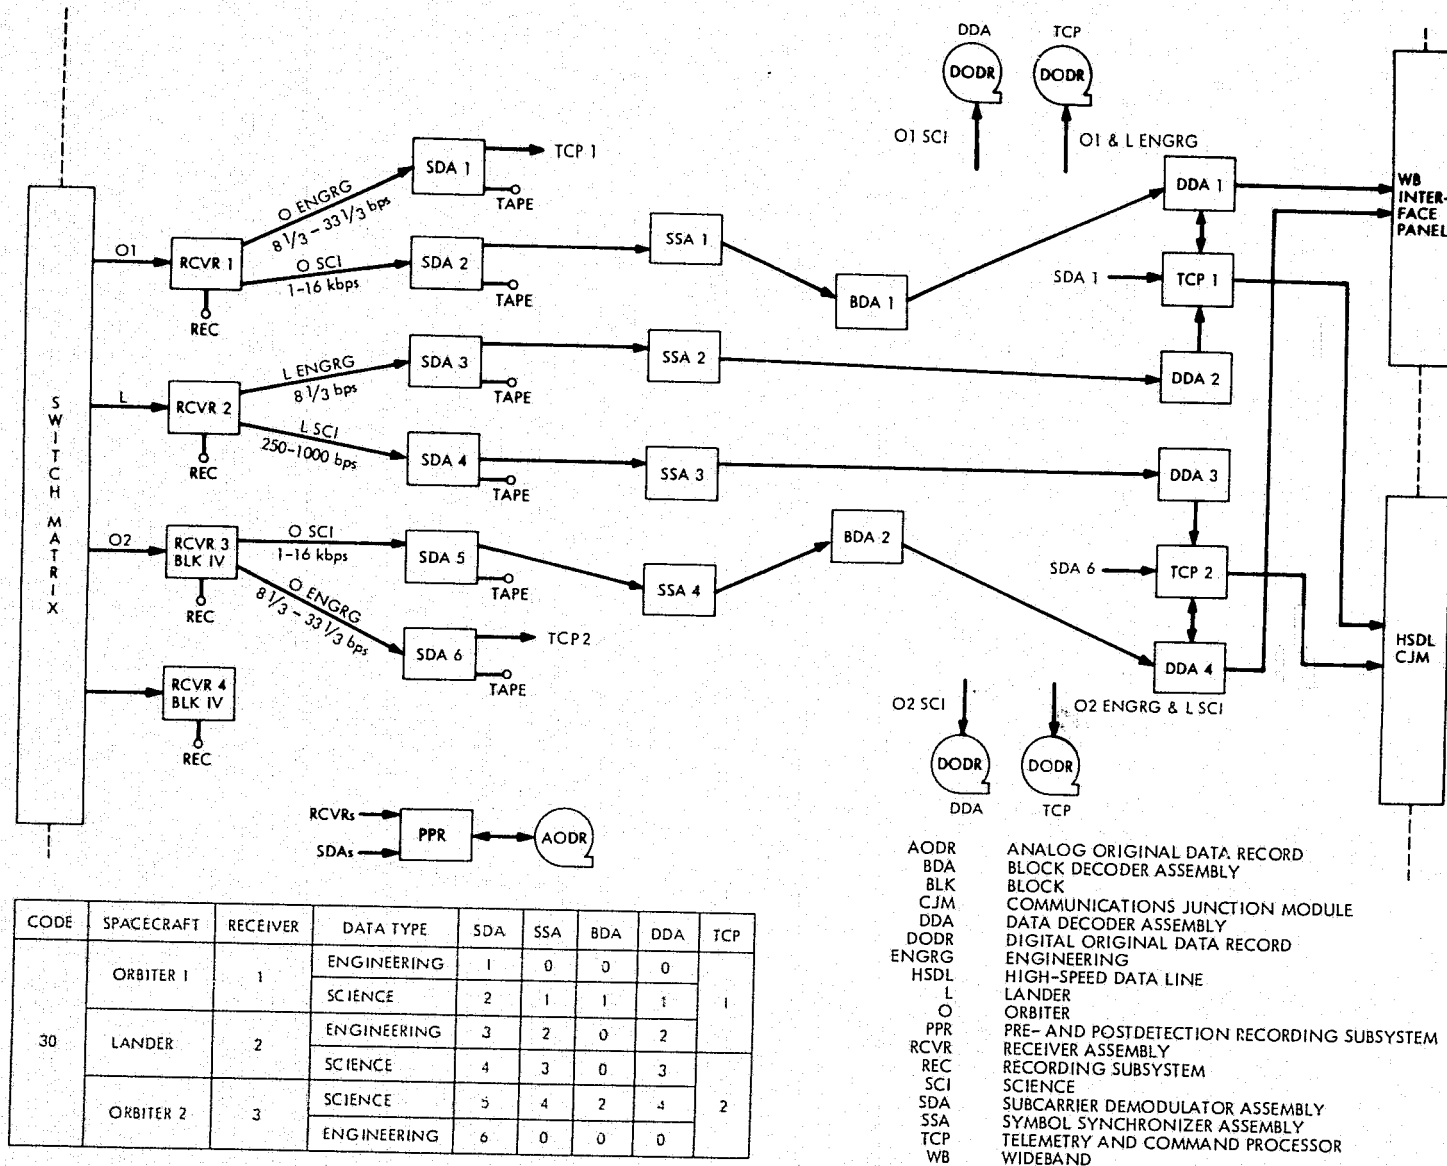 DDA
TCP
DODR
DODR
O1 SCI
O1 & L ENGRG
SDA 1
TCP 1
TAPE
O ENGRG
8 1/3 - 33 1/3 bps
O1
RCVR 1
REC
O SCI
1-16 kbps
SDA 2
TAPE
SSA 1
BDA 1
DDA 1
SDA 1
TCP 1
DDA 2
WB
INTER-
FACE
PANEL
L ENGRG
8 1/3 bps
SDA 3
TAPE
SSA 2
L
RCVR 2
REC
L SCI
250-1000 bps
SDA 4
TAPE
SSA 3
DDA 3
SWITCH MATRIX
O2
RCVR 3
BLK IV
REC
O SCI
1-16 kbps
SDA 5
TAPE
SSA 4
BDA 2
SDA 6
TCP 2
DDA 4
O ENGRG
8 1/3 - 33 1/3 bps
SDA 6
TCP2
TAPE
HSDL
CJM
RCVR 4
BLK IV
REC
O2 SCI
O2 ENGRG & L SCI
DODR
DODR
DDA
TCP
RCVRs
SDAs
PPR
AODR
AODR ANALOG ORIGINAL DATA RECORD
BDA BLOCK DECODER ASSEMBLY
BLK BLOCK
CJM COMMUNICATIONS JUNCTION MODULE
DDA DATA DECODER ASSEMBLY
DODR DIGITAL ORIGINAL DATA RECORD
ENGRG ENGINEERING
HSDL HIGH-SPEED DATA LINE
L LANDER
O ORBITER
PPR PRE- AND POSTDETECTION RECORDING SUBSYSTEM
RCVR RECEIVER ASSEMBLY
REC RECORDING SUBSYSTEM
SCI SCIENCE
SDA SUBCARRIER DEMODULATOR ASSEMBLY
SSA SYMBOL SYNCHRONIZER ASSEMBLY
TCP TELEMETRY AND COMMAND PROCESSOR
WB WIDEBAND
CODE SPACECRAFT RECEIVER DATA TYPE SDA SSA BDA DDA TCP
30
ORBITER 1 1 ENGINEERING 1 0 0 0 1
SCIENCE 2 1 1 1
LANDER 2 ENGINEERING 3 2 0 2
SCIENCE 4 3 0 3 2
ORBITER 2 3 SCIENCE 5 4 2 4
ENGINEERING 6 0 0 0